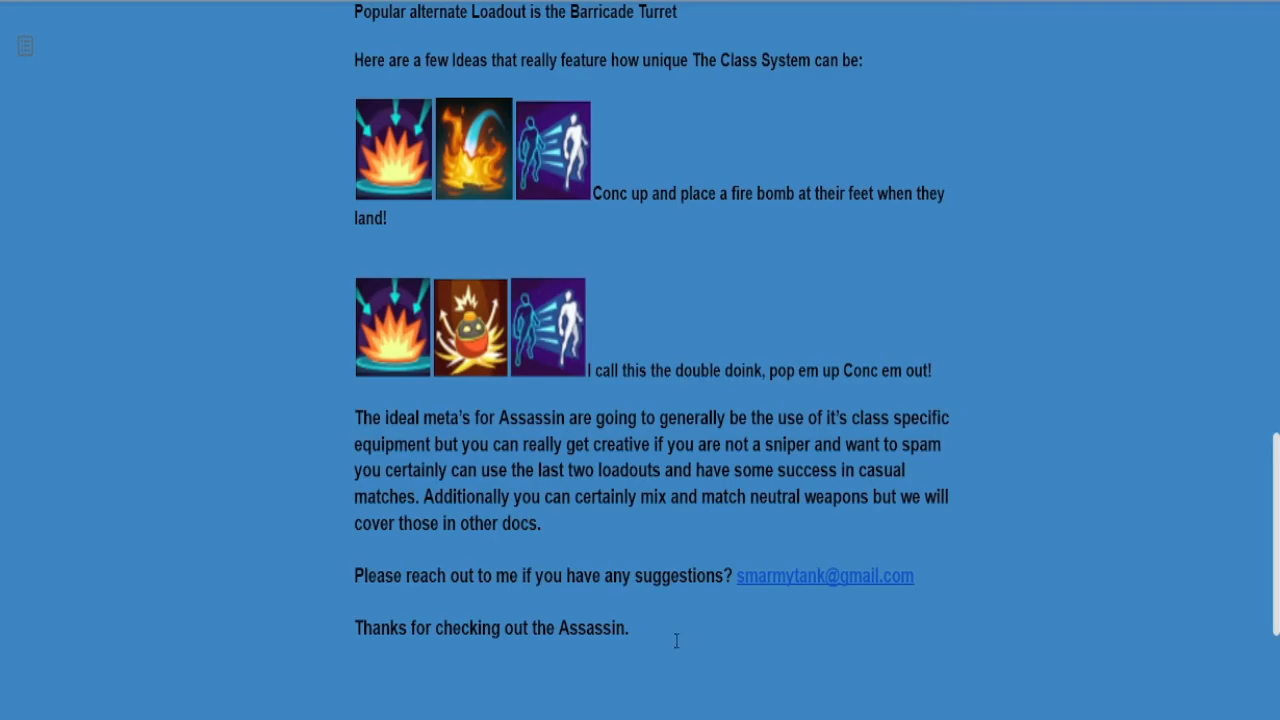 Popular alternate Loadout is the Barricade Turret
Here are a few Ideas that really feature how unique The Class System can be:
Conc up and place a fire bomb at their feet when they
land!
I call this the double doink, pop em up Conc em out!
The ideal meta's for Assassin are going to generally be the use of it's class specific
equipment but you can really get creative if you are not a sniper and want to spam
you certainly can use the last two loadouts and have some success in casual
matches. Additionally you can certainly mix and match neutral weapons but we will
cover those in other docs.
Please reach out to me if you have any suggestions? smarmytank@gmail.com
Thanks for checking out the Assassin.